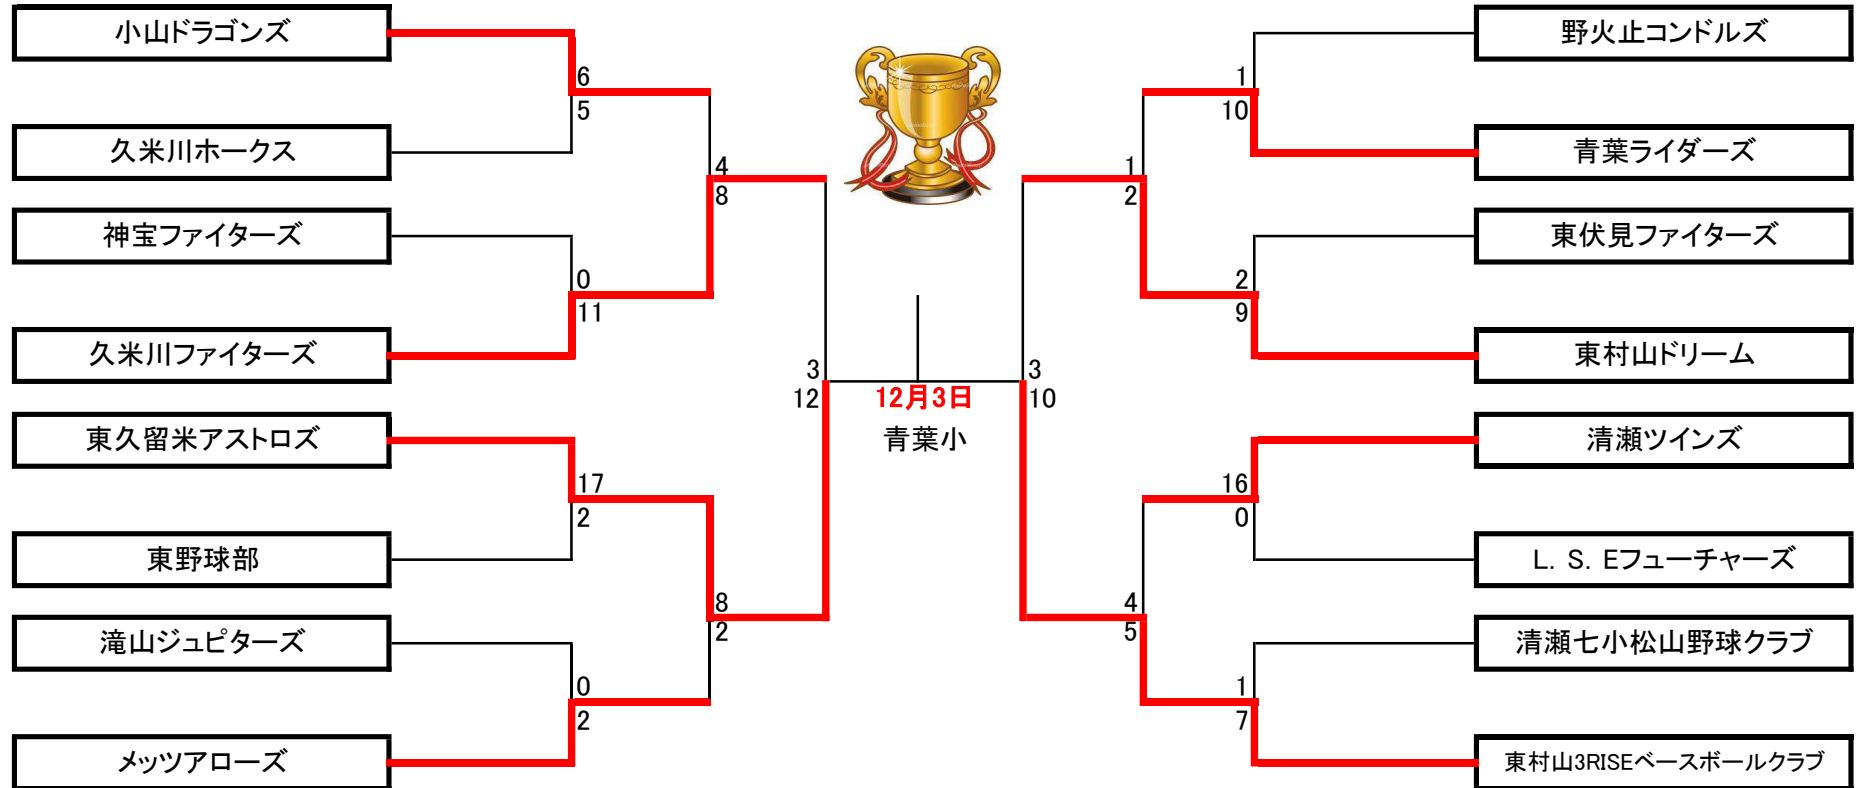 小山ドラゴンズ
野火止コンドルズ
6
1
5
10
久米川ホークス
青葉ライダーズ
4
1
8
2
神宝ファイターズ
東伏見ファイターズ
0
2
11
9
久米川ファイターズ
東村山ドリーム
3
3
12
12月3日
10
東久留米アストロズ
青葉小
清瀬ツインズ
17
16
2
0
東野球部
L．S．Eフューチャーズ
8
4
2
5
滝山ジュピターズ
清瀬七小松山野球クラブ
0
1
2
7
メッツアローズ
東村山3RISEベースボールクラブ